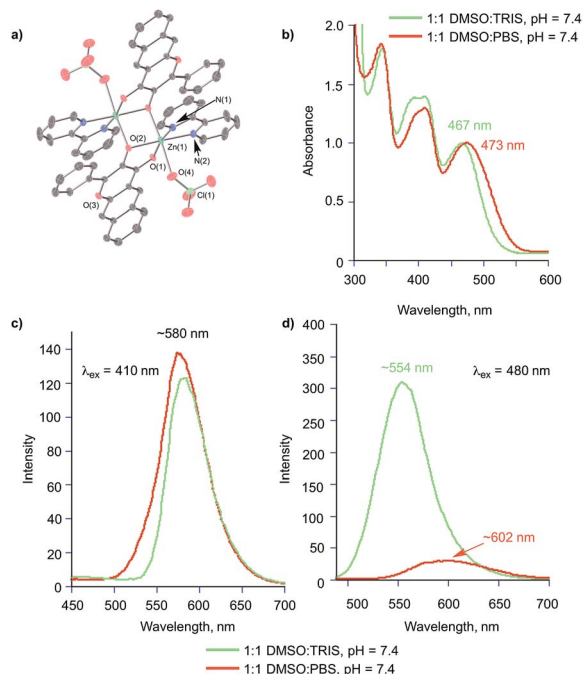 a)
N(1)
O(2)
Zn(1)
N(2)
O(1)
O(4)
O(3)
Cl(1)
b)
1:1 DMSO:TRIS, pH = 7.4
1:1 DMSO:PBS, pH = 7.4
2.0
1.5
1.0
0.5
0
Absorbance
467 nm
473 nm
300 400 500 600
Wavelength, nm
c)
~580 nm
λex = 410 nm
120
100
80
60
40
20
0
Intensity
450 500 550 600 650 700
Wavelength, nm
d)
400
350
300
250
200
150
100
50
0
Intensity
~554 nm
λex = 480 nm
~602 nm
500 550 600 650 700
Wavelength, nm
1:1 DMSO:TRIS, pH = 7.4
1:1 DMSO:PBS, pH = 7.4